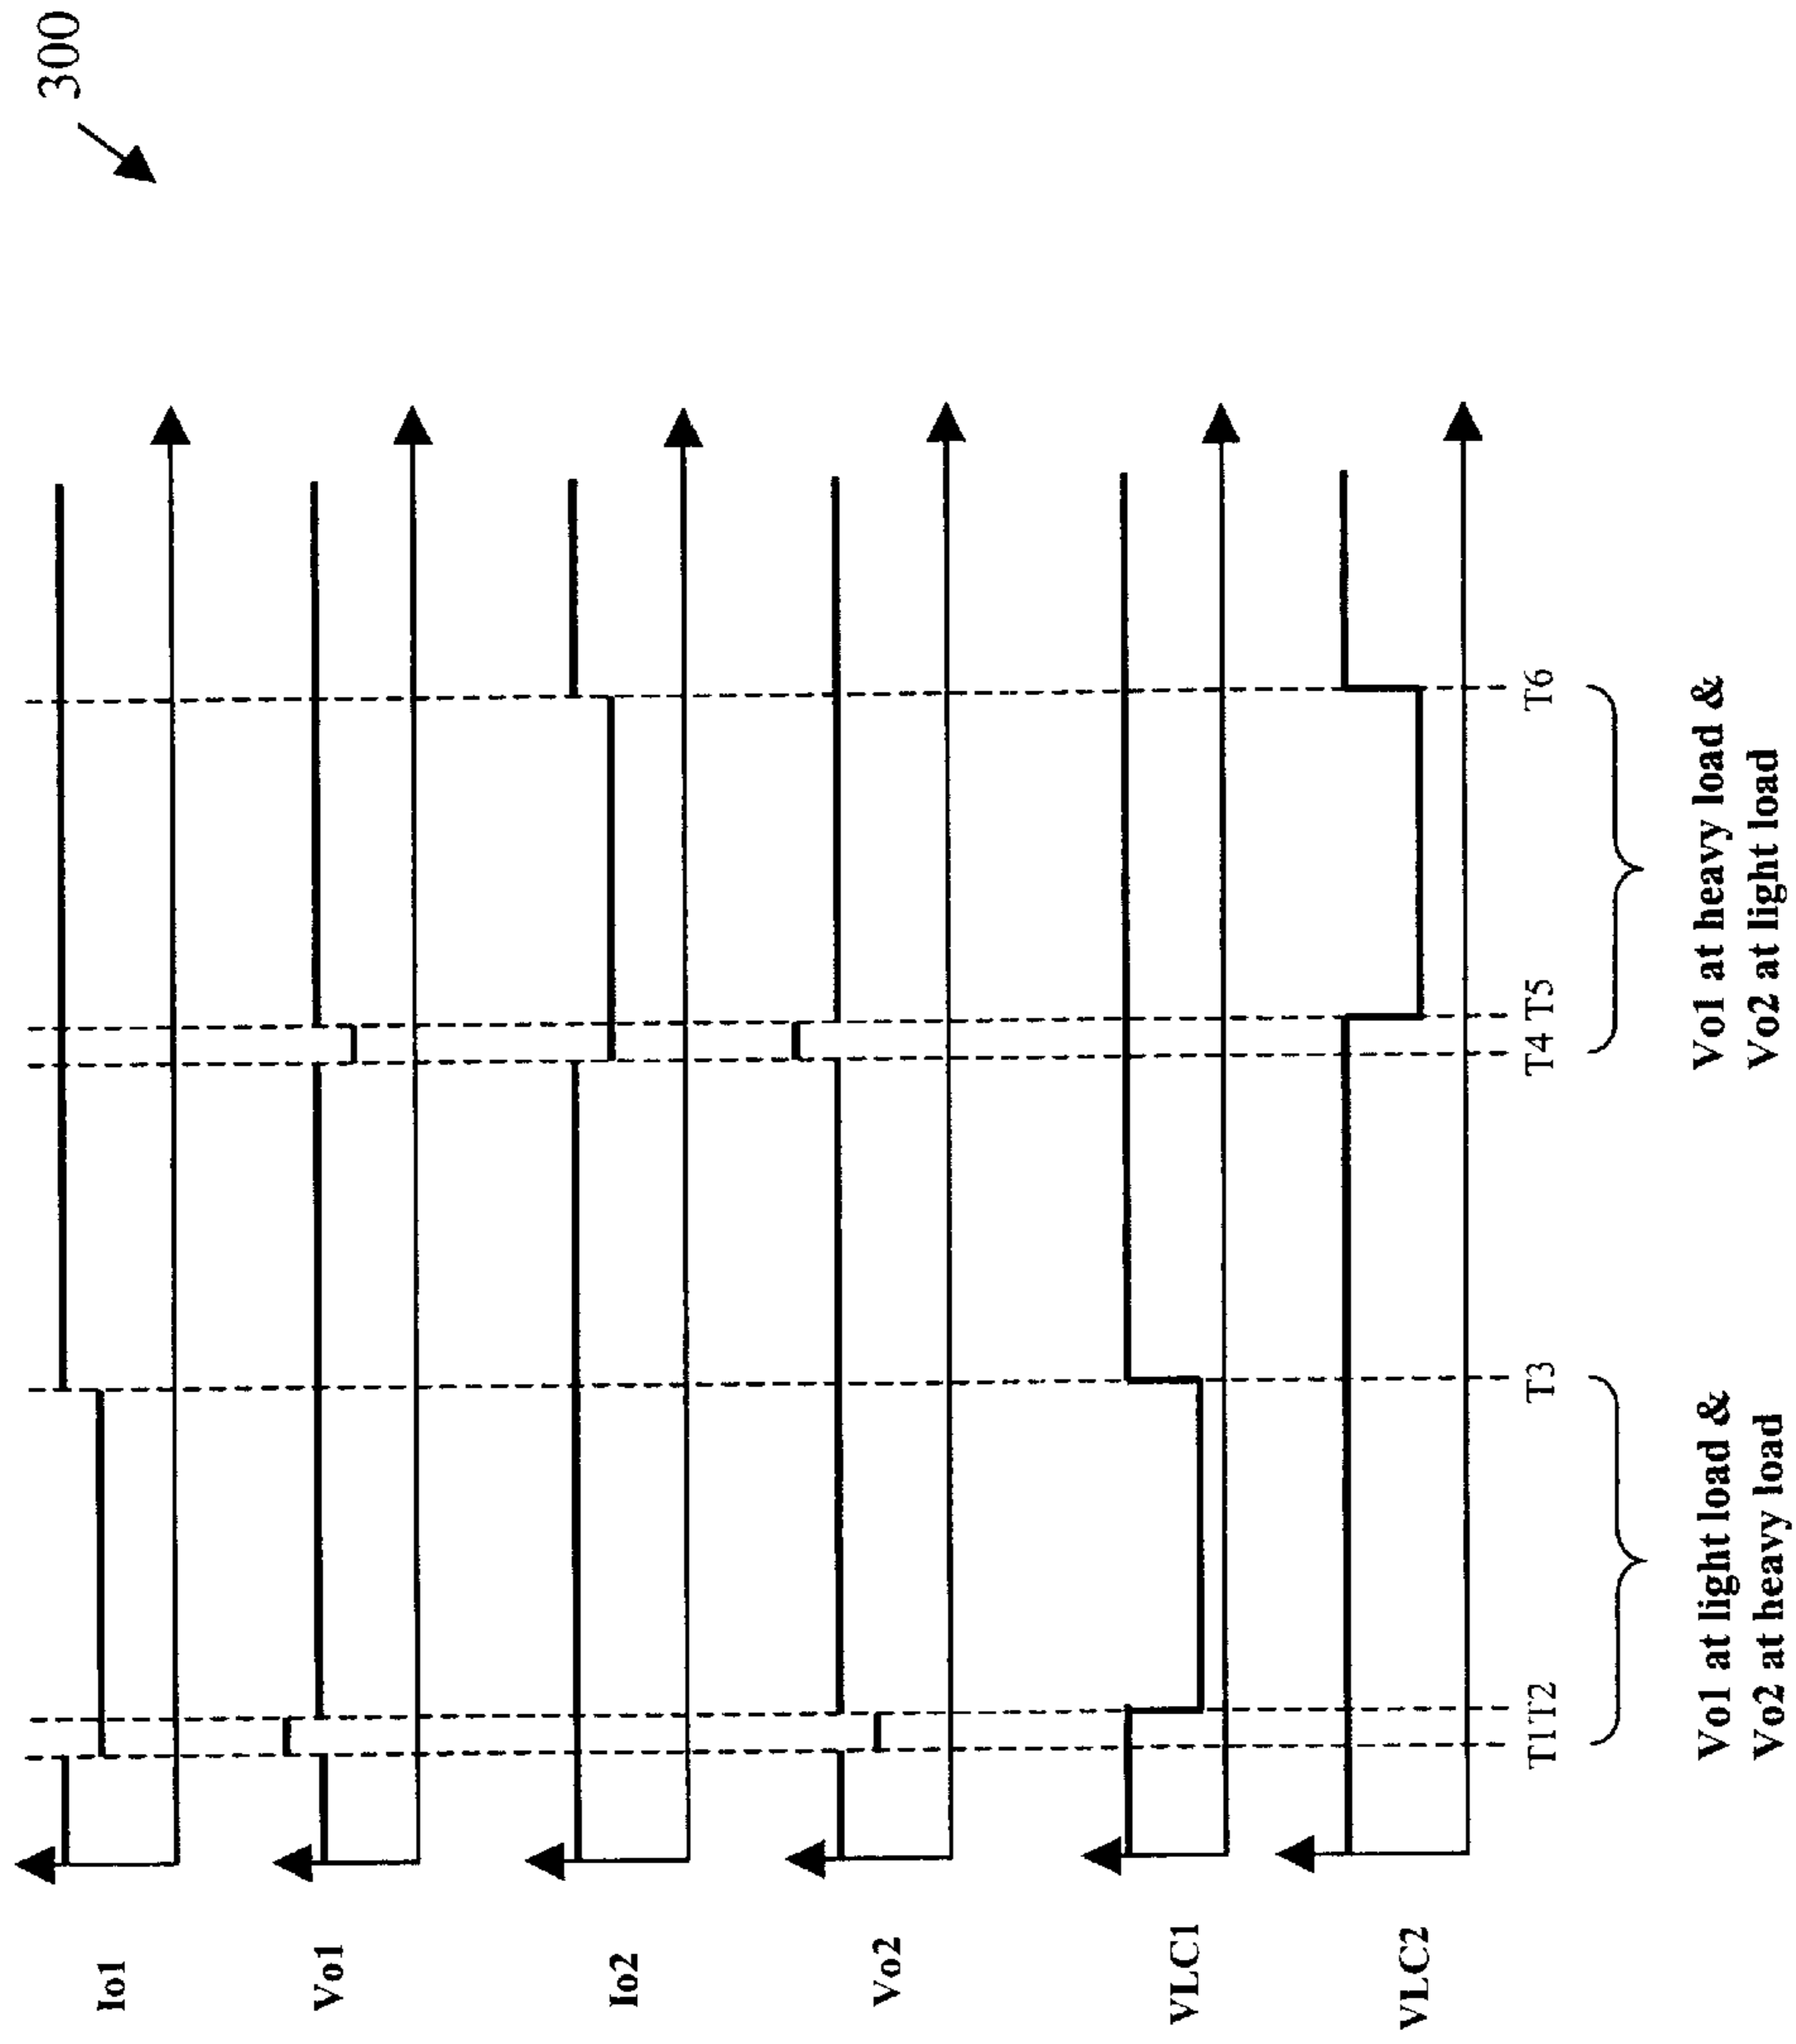 300
Io1
Vo1
Io2
Vo2
VLC1
VLC2
T1T2
T3
T4 T5
T6
Vo1 at light load &
Vo2 at heavy load
Vo1 at heavy load &
Vo2 at light load